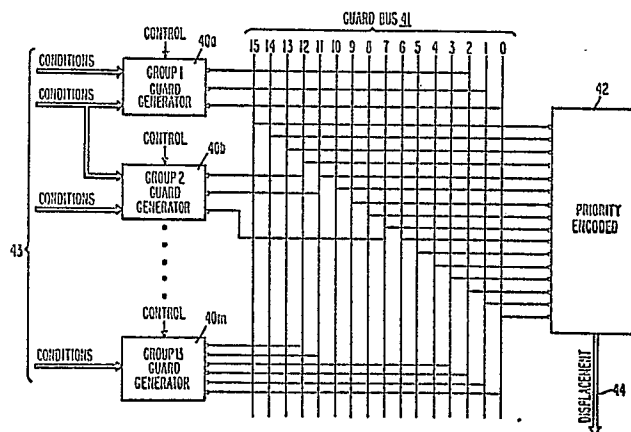 GUARD BUS 41
15 14 13 12 11 10 9 8 7 6 5 4 3 2 1 0
CONTROL
40a
CONDITIONS
GROUP 1
GUARD
GENERATOR
CONDITIONS
42
CONTROL
40b
GROUP 2
GUARD
GENERATOR
CONDITIONS
PRIORITY
ENCODED
43
CONTROL
40m
CONDITIONS
GROUP 13
GUARD
GENERATOR
DISPLACEMENT
44